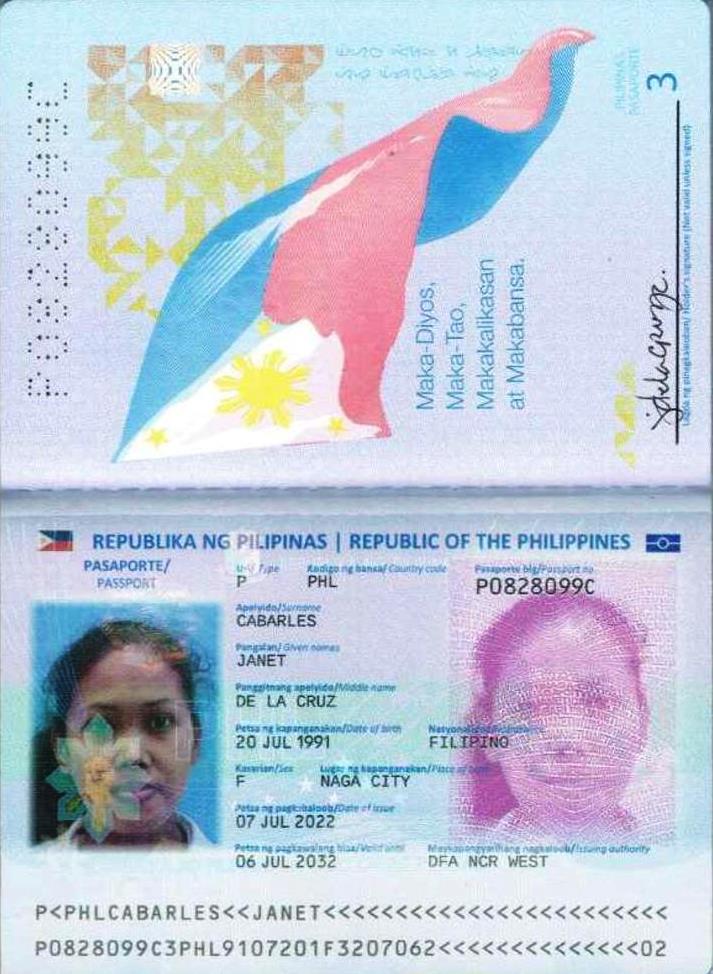 P0828099C
PILIPINAS
PASAPORTE
3
Maka-Diyos,
Maka-Tao,
Makakalikasan
at Makabansa.
Lagda ng pinagkalooban/ Holder's signature (Not valid unless signed)
REPUBLIKA NG PILIPINAS | REPUBLIC OF THE PHILIPPINES
PASAPORTE/
PASSPORT
Uri/ Type
Kodigo ng bansa/ Country code
Pasaporte blg/Passport no.
P
PHL
P0828099C
Apelyido/Surname
CABARLES
Pangalan/ Given names
JANET
Panggitnang apelyido/Middle name
DE LA CRUZ
Petsa ng kapanganakan/Date of birth
20 JUL 1991
FILIPINO
Kasarian/Sex
Lugar ng kapanganakan/Place of birth
F
NAGA CITY
Petsa ng pagkakaloob/Date of issue
07 JUL 2022
Petsa ng pagkawalang bisa/Valid until
Maykapangyarihang nagkaloob/Issuing authority
06 JUL 2032
DFA NCR WEST
P<PHLCABARLES<<JANET<<<<<<<<<<<<<<<<<<<<<<<<
P0828099C3PHL9107201F3207062<<<<<<<<<<<<<<02